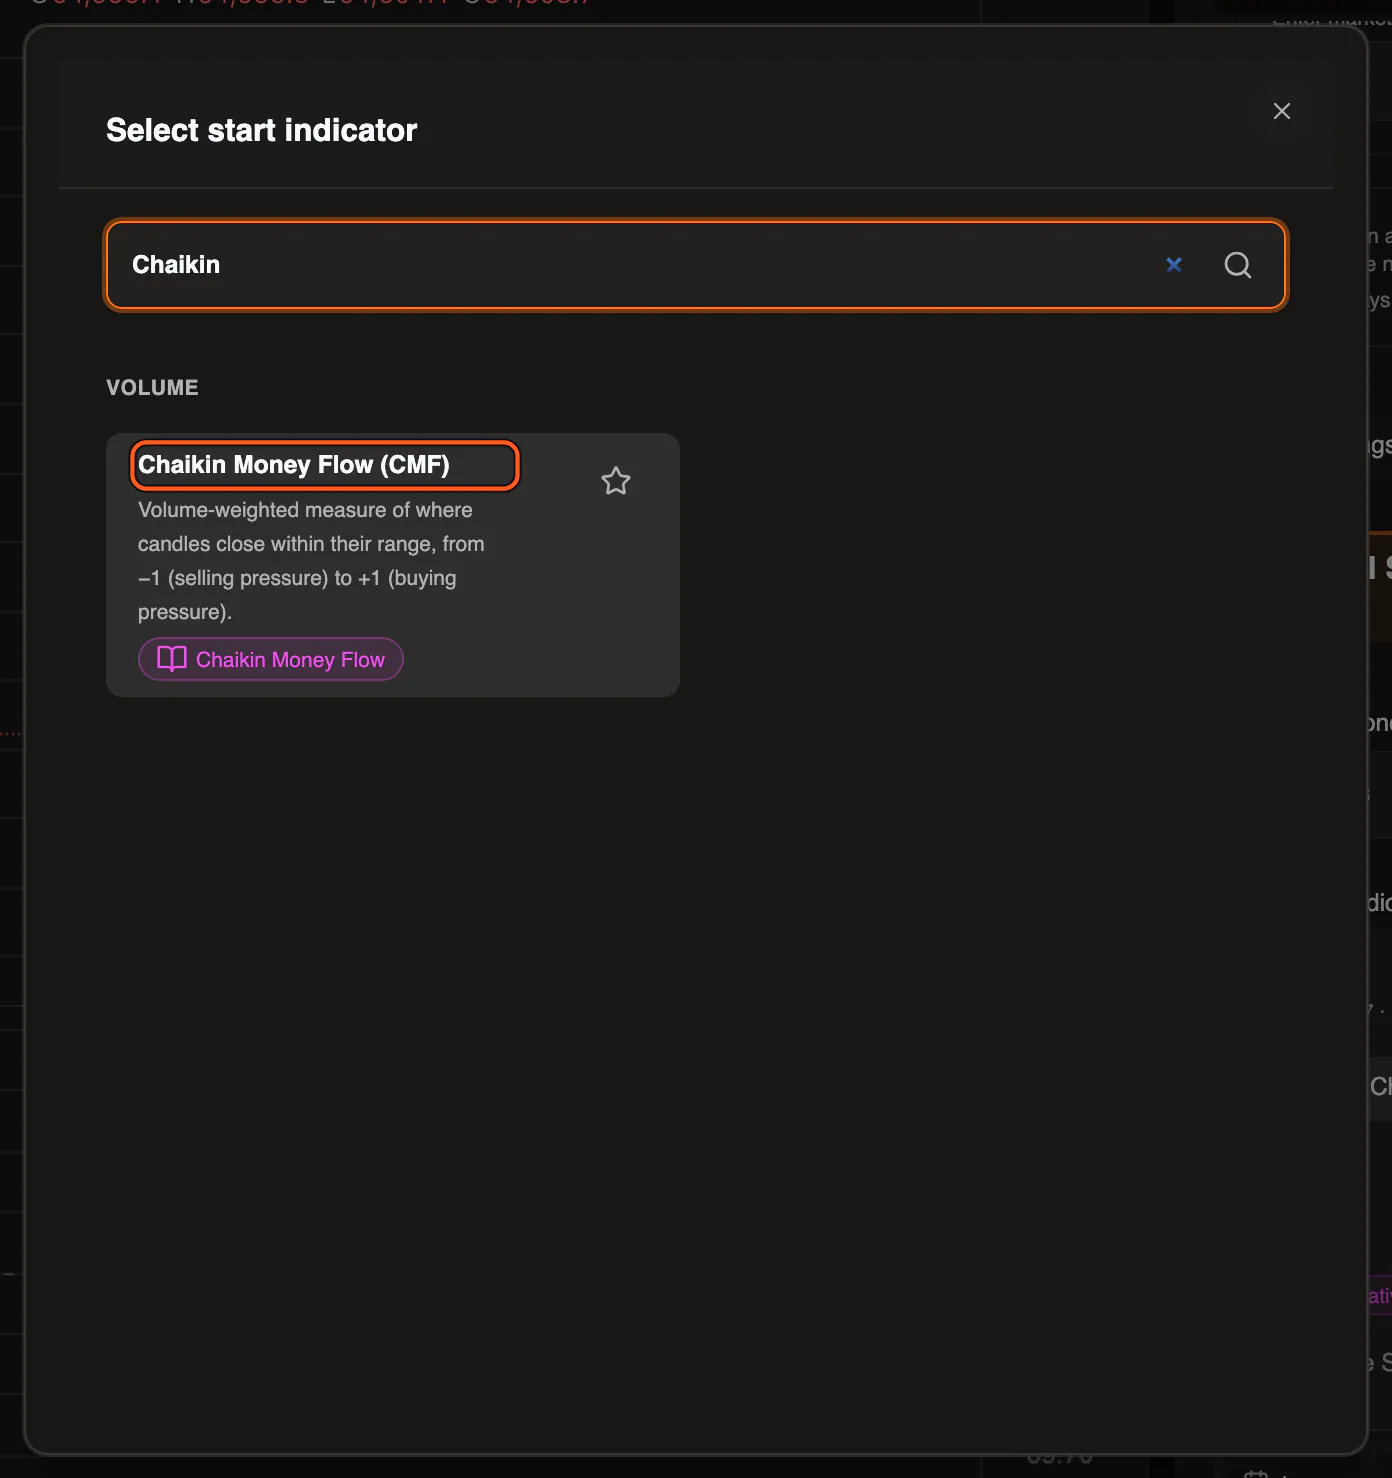 Select start indicator
Chaikin
VOLUME
Chaikin Money Flow (CMF)
Volume-weighted measure of where
candles close within their range, from
−1 (selling pressure) to +1 (buying
pressure).
Chaikin Money Flow